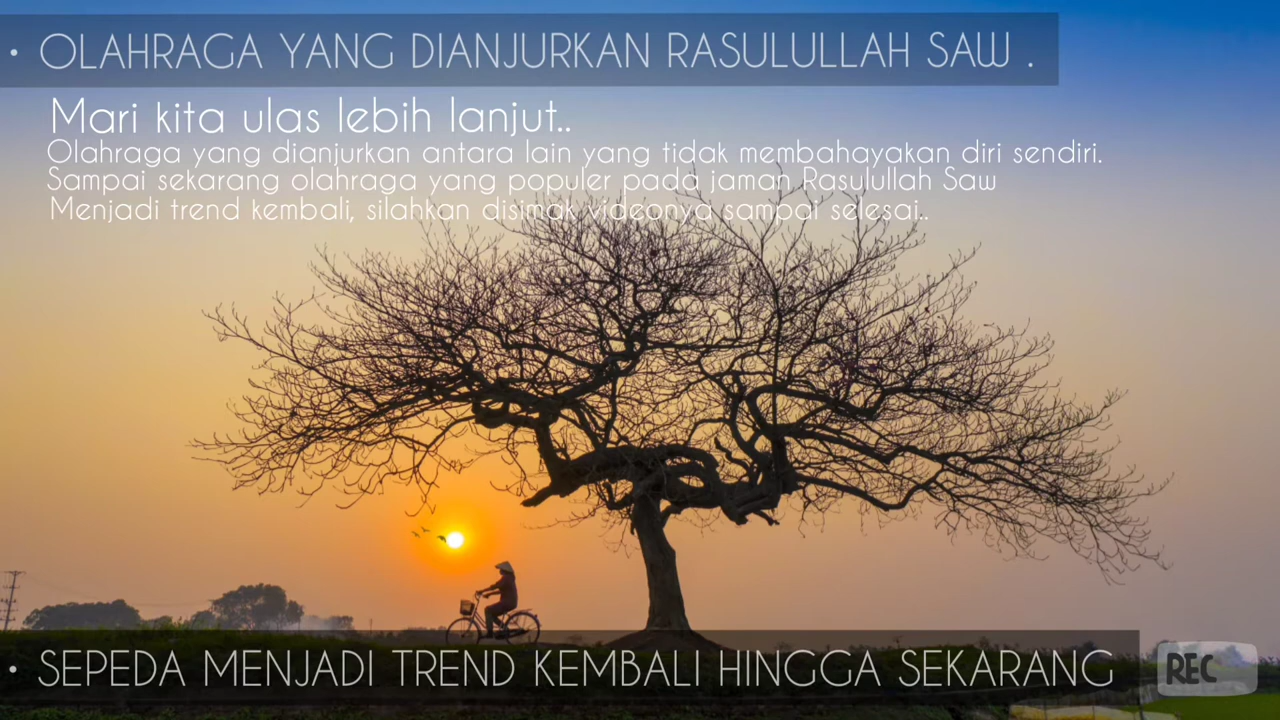 • OLAHRAGA YANG DIANJURKAN RASULULLAH SAW .
Mari kita ulas lebih lanjut..
Olahraga yang dianjurkan antara lain yang tidak membahayakan diri sendiri.
Sampai sekarang olahraga yang populer pada jaman Rasulullah Saw
Menjadi trend kembali, silahkan disimak videonya sampai selesai..
• SEPEDA MENJADI TREND KEMBALI HINGGA SEKARANG
REC